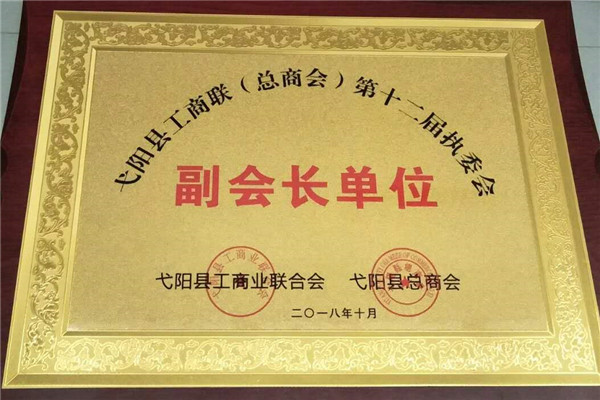 弋阳县工商联（总商会）第十二届执委会
副会长单位
弋阳县工商业联合会 弋阳县总商会
二〇一八年十月